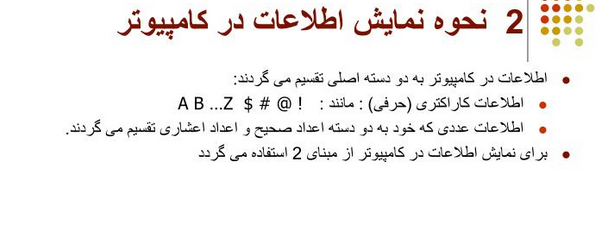 2 نحوه نمایش اطلاعات در کامپیوتر
اطلاعات در کامپیوتر به دو دسته اصلی تقسیم می گردند:
اطلاعات کاراکتری (حرفی) : مانند : ! @ # $ A B ...Z
اطلاعات عددی که خود به دو دسته اعداد صحیح و اعداد اعشاری تقسیم می گردند.
برای نمایش اطلاعات در کامپیوتر از مبنای 2 استفاده می گردد